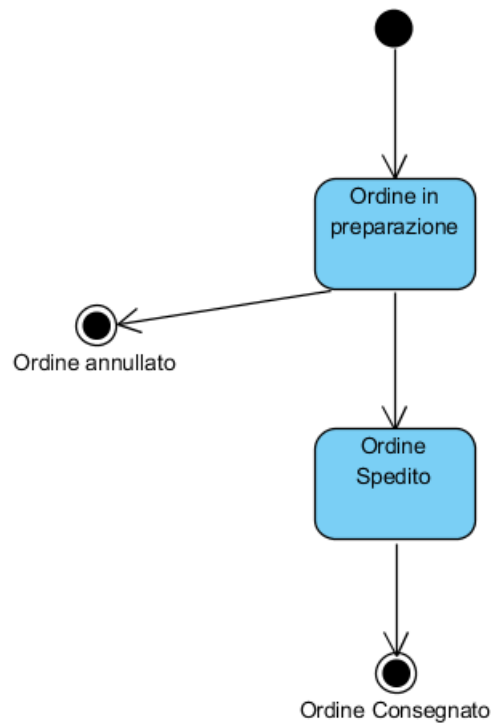 Ordine in
preparazione
Ordine annullato
Ordine
Spedito
Ordine Consegnato